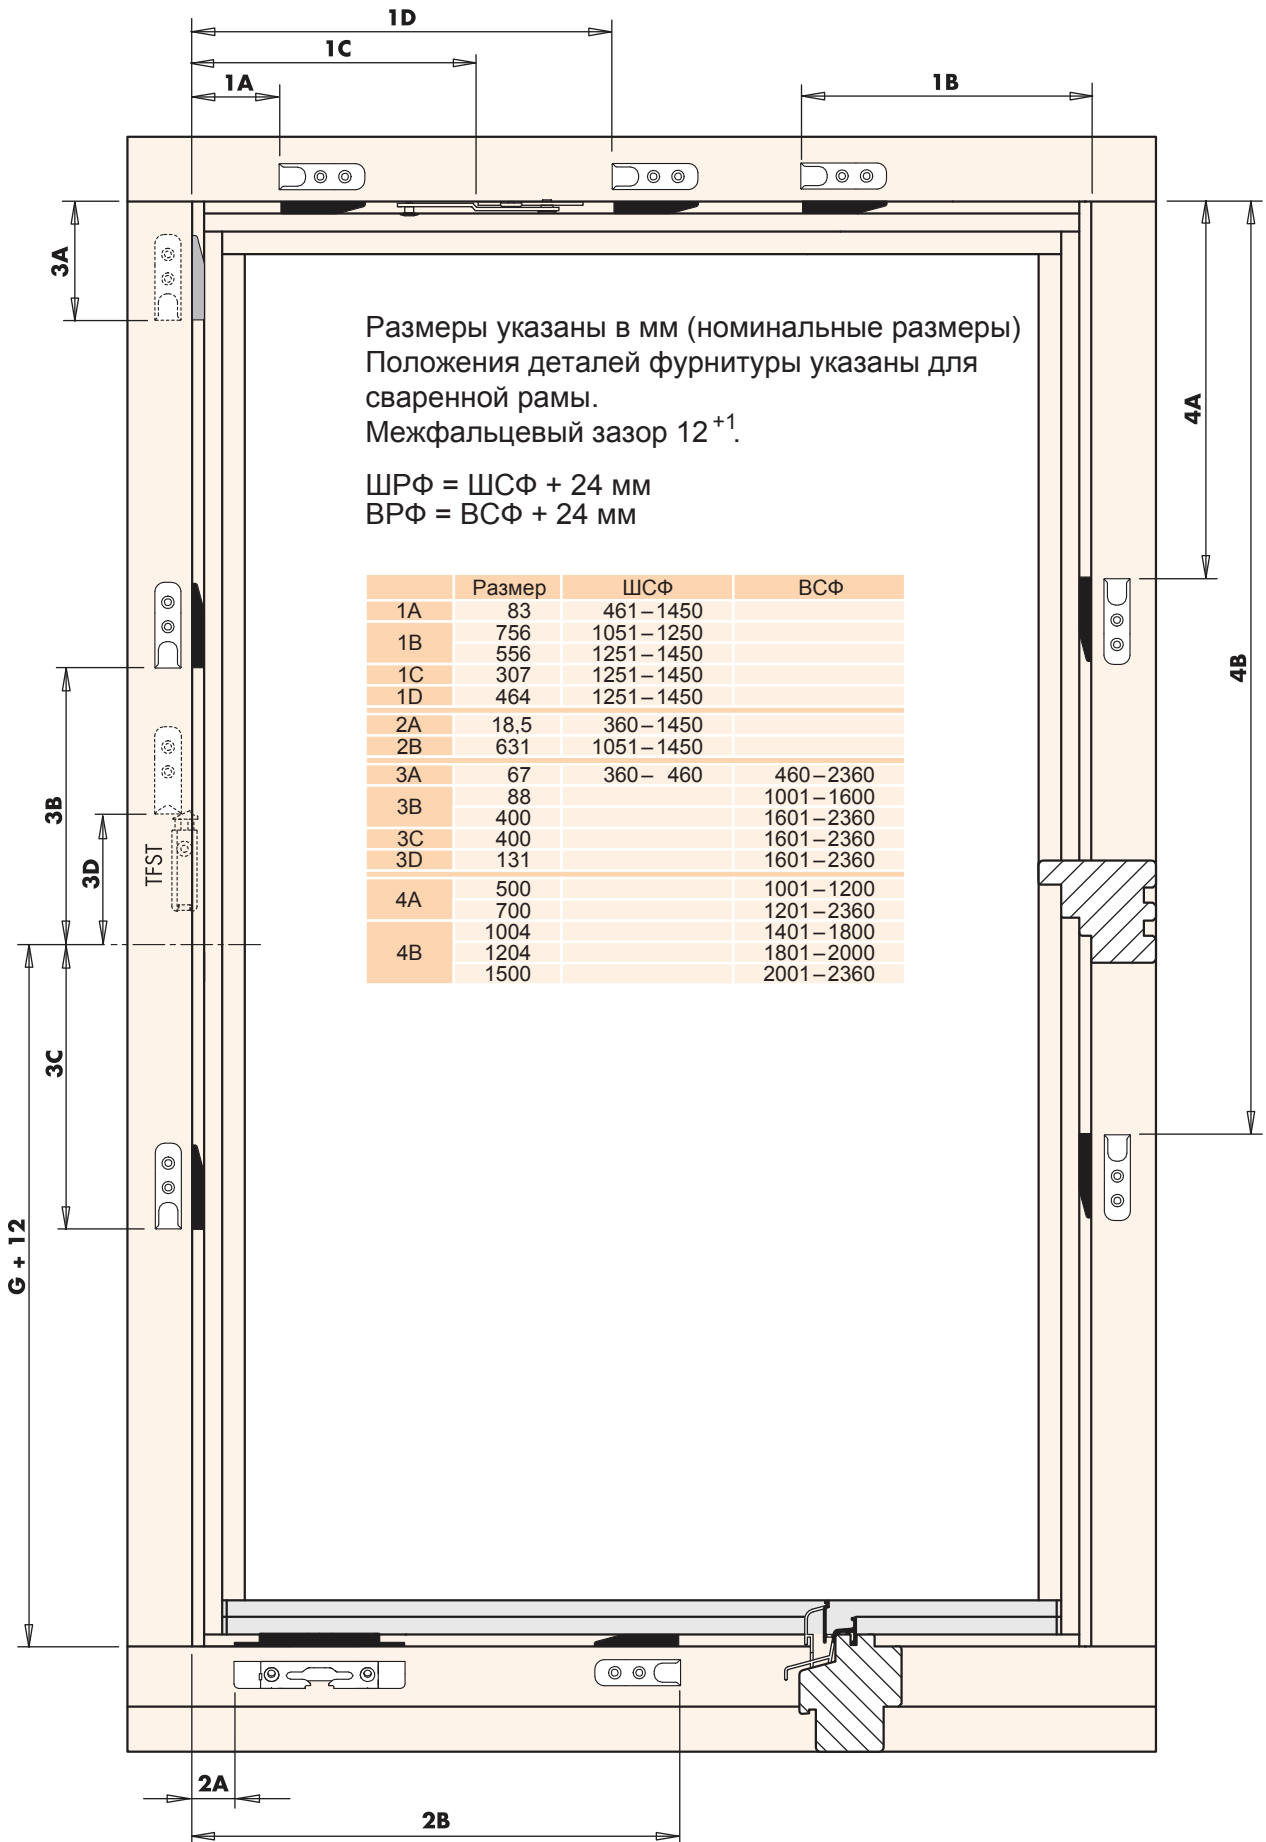 1D
1C
1A
1B
3A
4A
4B
Размеры указаны в мм (номинальные размеры)
Положения деталей фурнитуры указаны для
сваренной рамы.
Межфальцевый зазор 12 +1.
ШРФ = ШСФ + 24 мм
ВРФ = ВСФ + 24 мм
Размер ШСФ ВСФ
1A 83 461–1450
1B 756 1051–1250
556 1251–1450
1C 307 1251–1450
1D 464 1251–1450
2A 18,5 360–1450
2B 631 1051–1450
3A 67 360– 460 460–2360
3B 88 1001–1600
400 1601–2360
3C 400 1601–2360
3D 131 1601–2360
4A 500 1001–1200
700 1201–2360
4B 1004 1401–1800
1204 1801–2000
1500 2001–2360
3B
3D
TFST
3C
G + 12
2A
2B